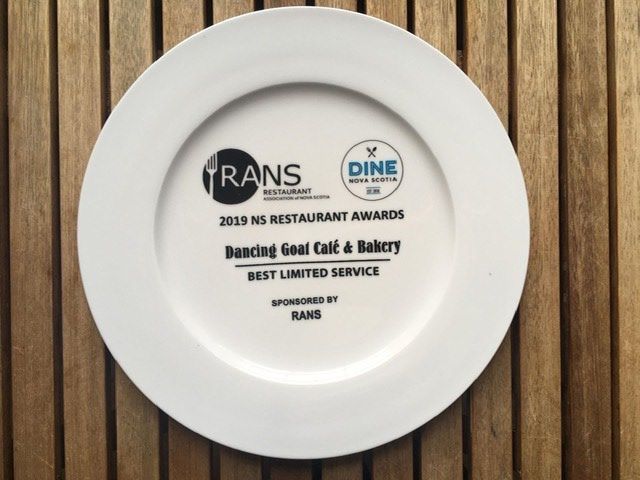 RANS
RESTAURANT
ASSOCIATION of NOVA SCOTIA
DINE
NOVA SCOTIA
2019 NS RESTAURANT AWARDS
Dancing Goat Café & Bakery
BEST LIMITED SERVICE
SPONSORED BY
RANS